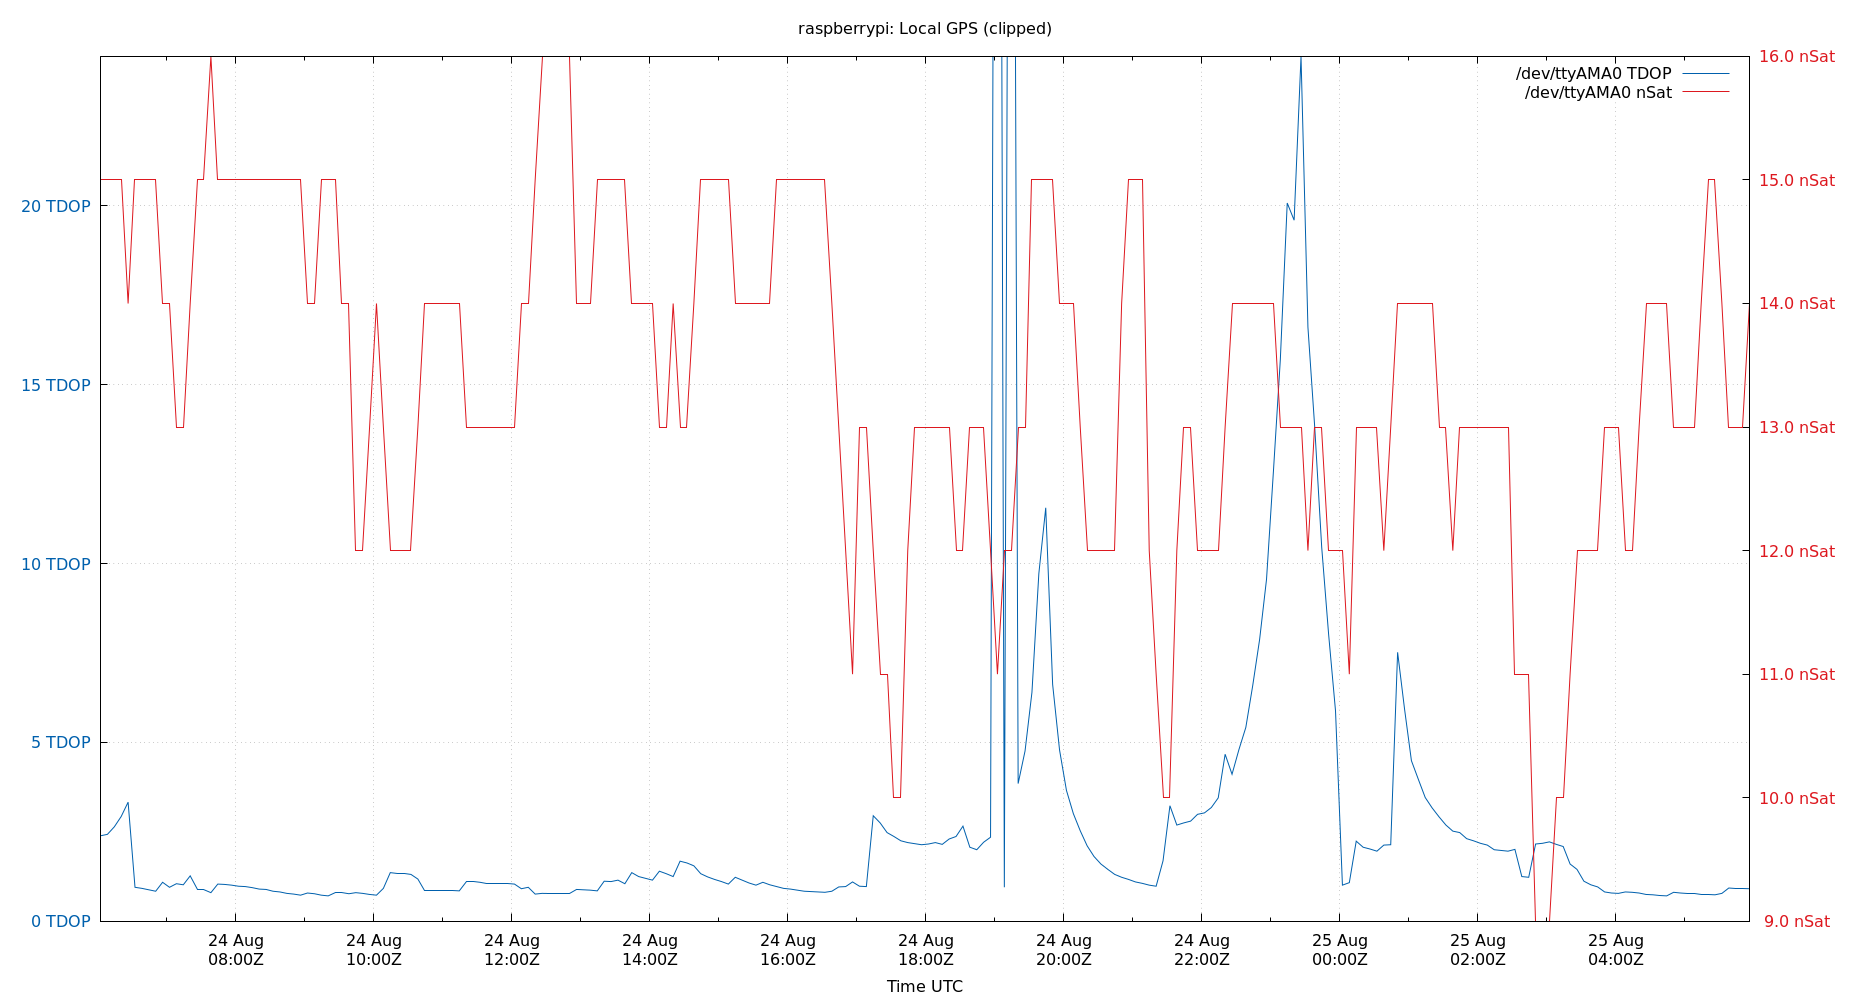 raspberrypi: Local GPS (clipped)
/dev/ttyAMA0 TDOP
/dev/ttyAMA0 nSat
20 TDOP
15 TDOP
10 TDOP
5 TDOP
0 TDOP
16.0 nSat
15.0 nSat
14.0 nSat
13.0 nSat
12.0 nSat
11.0 nSat
10.0 nSat
9.0 nSat
24 Aug 24 Aug 24 Aug 24 Aug 24 Aug 24 Aug 24 Aug 24 Aug 25 Aug 25 Aug 25 Aug
08:00Z 10:00Z 12:00Z 14:00Z 16:00Z 18:00Z 20:00Z 22:00Z 00:00Z 02:00Z 04:00Z
Time UTC